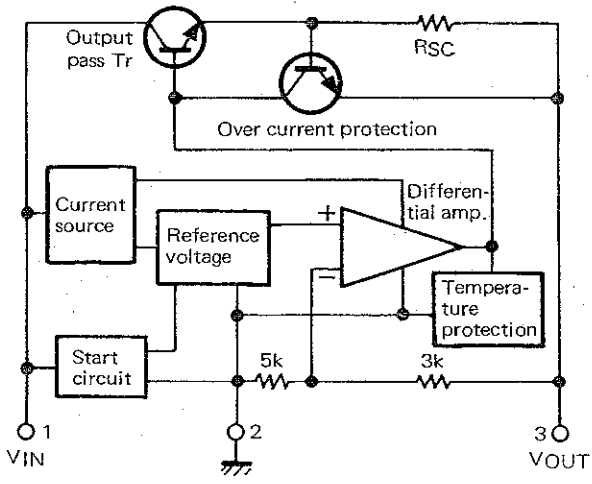 Output
pass Tr
RSC
Over current protection
Current
source
Differen-
tial amp.
Reference
voltage
+
−
Tempera-
ture
protection
Start
circuit
5k
3k
1
2
3
VIN
VOUT